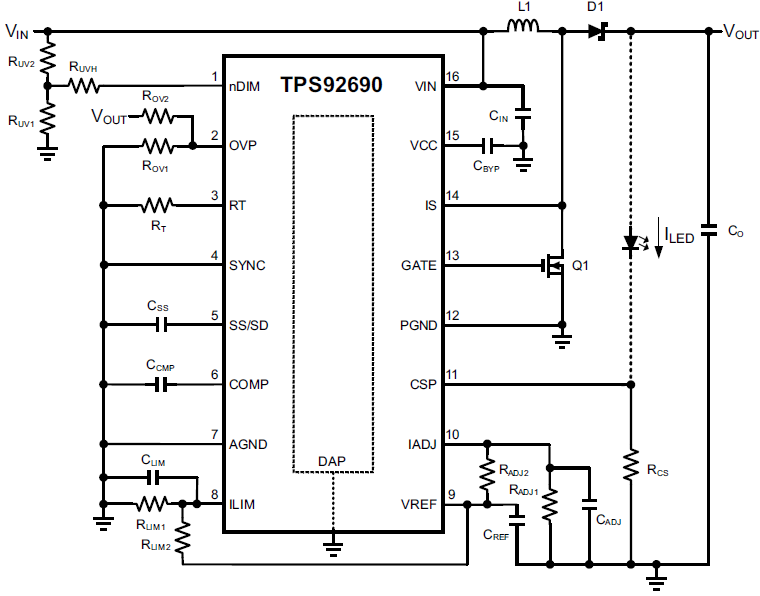 L1
D1
VIN
VOUT
RUV2
RUVH
1
nDIM
TPS92690
VIN
16
ROV2
CIN
RUV1
VOUT
2
OVP
VCC
15
ROV1
CBYP
3
RT
IS
14
RT
ILED
CO
4
SYNC
GATE
13
Q1
CSS
5
SS/SD
PGND
12
CCMP
6
COMP
CSP
11
7
AGND
IADJ
10
CLIM
DAP
RADJ2
RCS
8
ILIM
VREF
9
RADJ1
RLIM1
CADJ
RLIM2
CREF